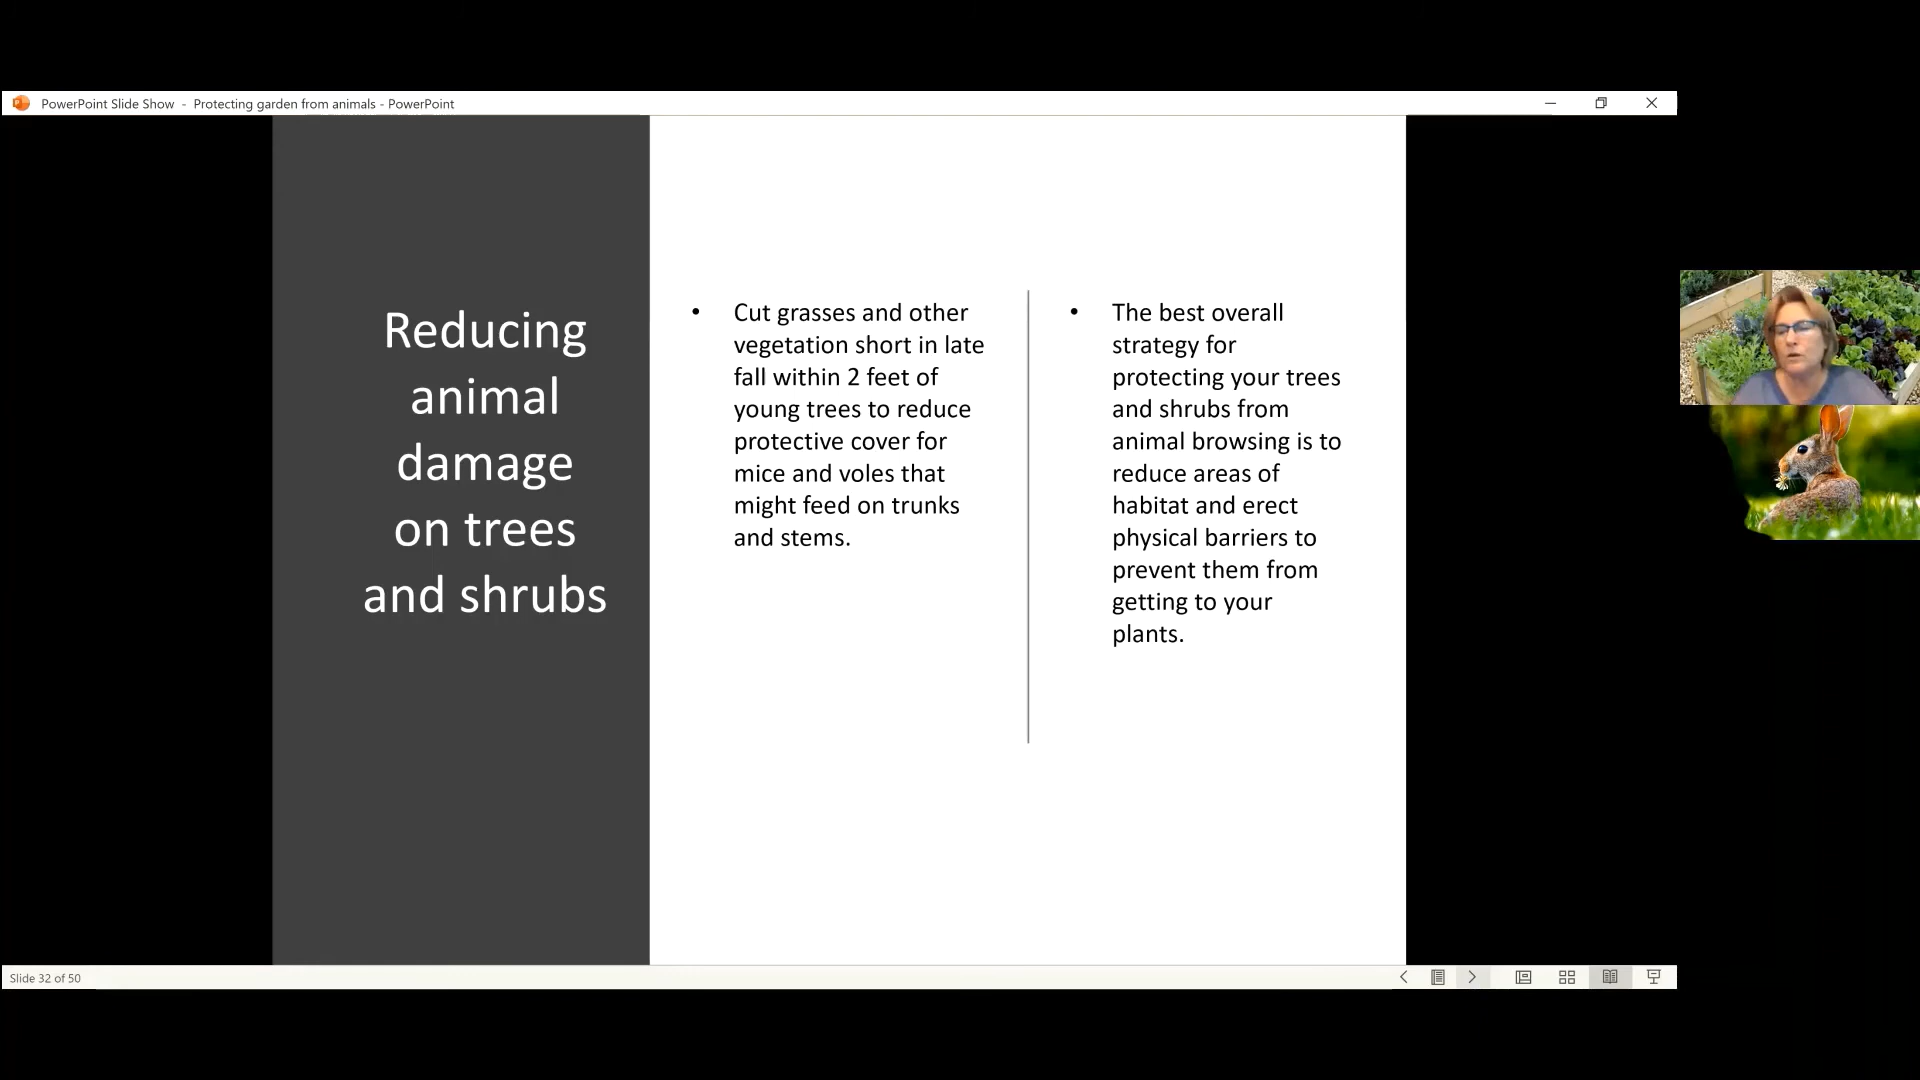 PowerPoint Slide Show - Protecting garden from animals - PowerPoint
Reducing
animal
damage
on trees
and shrubs
• Cut grasses and other
vegetation short in late
fall within 2 feet of
young trees to reduce
protective cover for
mice and voles that
might feed on trunks
and stems.
• The best overall
strategy for
protecting your trees
and shrubs from
animal browsing is to
reduce areas of
habitat and erect
physical barriers to
prevent them from
getting to your
plants.
Slide 32 of 50